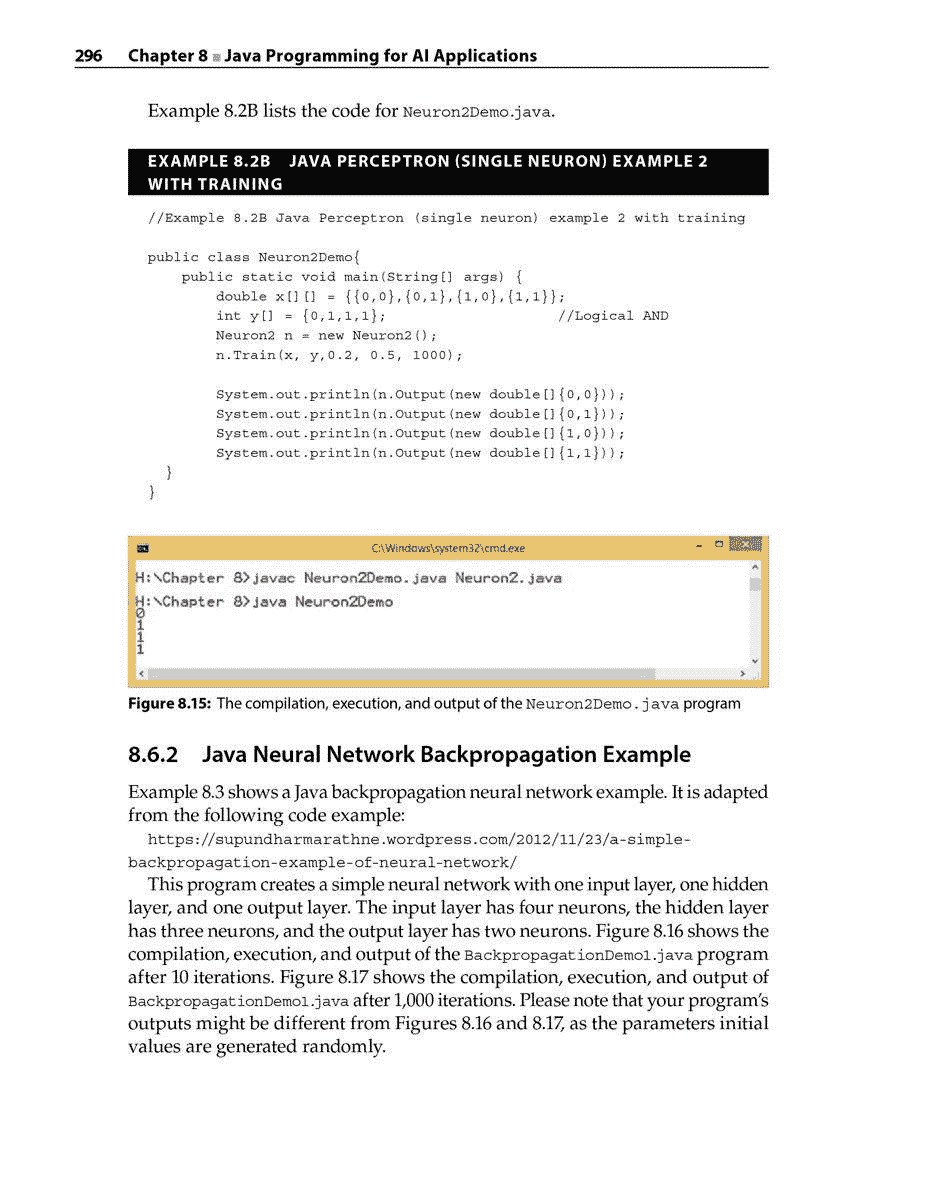 296 Chapter 8 ■ Java Programming for AI Applications
Example 8.2B lists the code for Neuron2Demo.java.
EXAMPLE 8.2B JAVA PERCEPTRON (SINGLE NEURON) EXAMPLE 2
WITH TRAINING
//Example 8.2B Java Perceptron (single neuron) example 2 with training
public class Neuron2Demo{
public static void main(String[] args) {
double x[][] = {{0,0},{0,1},{1,0},{1,1}};
int y[] = {0,1,1,1}; //Logical AND
Neuron2 n = new Neuron2();
n.Train(x, y,0.2, 0.5, 1000);
System.out.println(n.Output(new double[]{0,0}));
System.out.println(n.Output(new double[]{0,1}));
System.out.println(n.Output(new double[]{1,0}));
System.out.println(n.Output(new double[]{1,1}));
}
}
C:\Windows\system32\cmd.exe
H:\Chapter 8>javac Neuron2Demo.java Neuron2.java
H:\Chapter 8>java Neuron2Demo
0
1
1
1
Figure 8.15: The compilation, execution, and output of the Neuron2Demo.java program
8.6.2 Java Neural Network Backpropagation Example
Example 8.3 shows a Java backpropagation neural network example. It is adapted
from the following code example:
https://supundharmarathne.wordpress.com/2012/11/23/a-simple-
backpropagation-example-of-neural-network/
This program creates a simple neural network with one input layer, one hidden
layer, and one output layer. The input layer has four neurons, the hidden layer
has three neurons, and the output layer has two neurons. Figure 8.16 shows the
compilation, execution, and output of the BackpropagationDemo1.java program
after 10 iterations. Figure 8.17 shows the compilation, execution, and output of
BackpropagationDemo1.java after 1,000 iterations. Please note that your program's
outputs might be different from Figures 8.16 and 8.17, as the parameters initial
values are generated randomly.